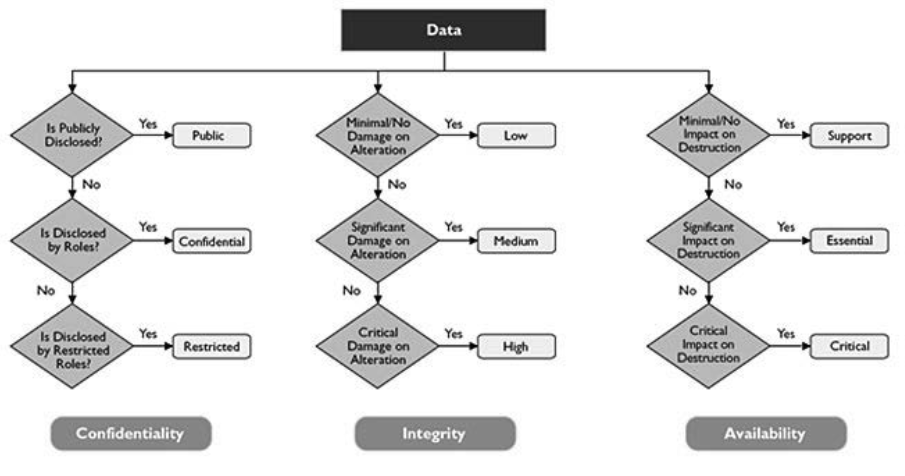 Data
Is Publicly
Disclosed?
Yes
Public
Minimal/No
Damage on
Alteration
Yes
Low
Minimal/No
Impact on
Destruction
Yes
Support
No
No
No
Is Disclosed
by Roles?
Yes
Confidential
Significant
Damage on
Alteration
Yes
Medium
Significant
Impact on
Destruction
Yes
Essential
No
No
No
Is Disclosed
by Restricted
Roles?
Yes
Restricted
Critical
Damage on
Alteration
Yes
High
Critical
Impact on
Destruction
Yes
Critical
Confidentiality
Integrity
Availability